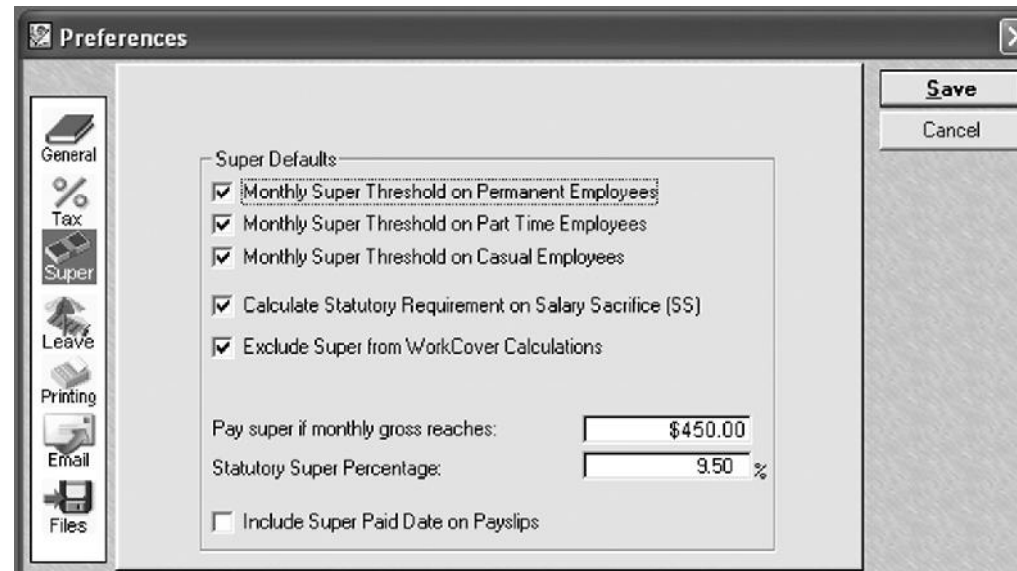 Preferences
General
Tax
Super
Leave
Printing
Email
Files
Super Defaults
Monthly Super Threshold on Permanent Employees
Monthly Super Threshold on Part Time Employees
Monthly Super Threshold on Casual Employees
Calculate Statutory Requirement on Salary Sacrifice (SS)
Exclude Super from WorkCover Calculations
Pay super if monthly gross reaches: $450.00
Statutory Super Percentage: 9.50 %
Include Super Paid Date on Payslips
Save
Cancel